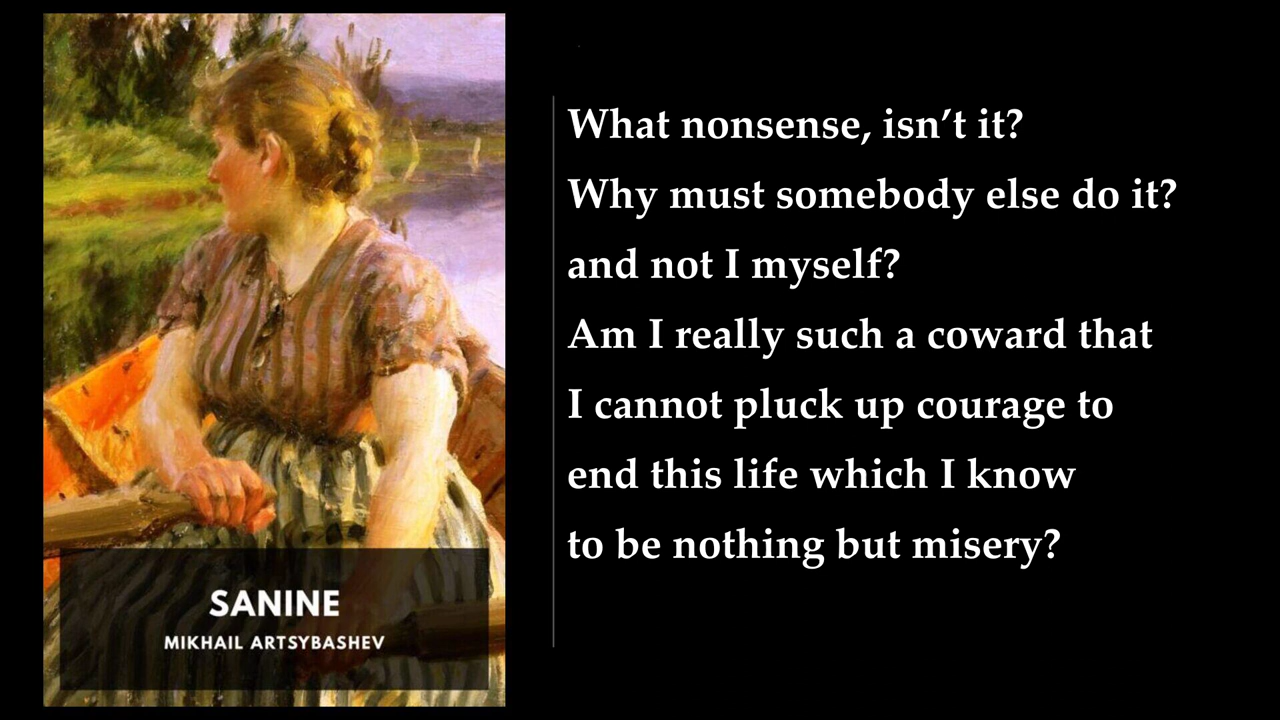 What nonsense, isn’t it?
Why must somebody else do it?
and not I myself?
Am I really such a coward that
I cannot pluck up courage to
end this life which I know
to be nothing but misery?
SANINE
MIKHAIL ARTSYBASHEV